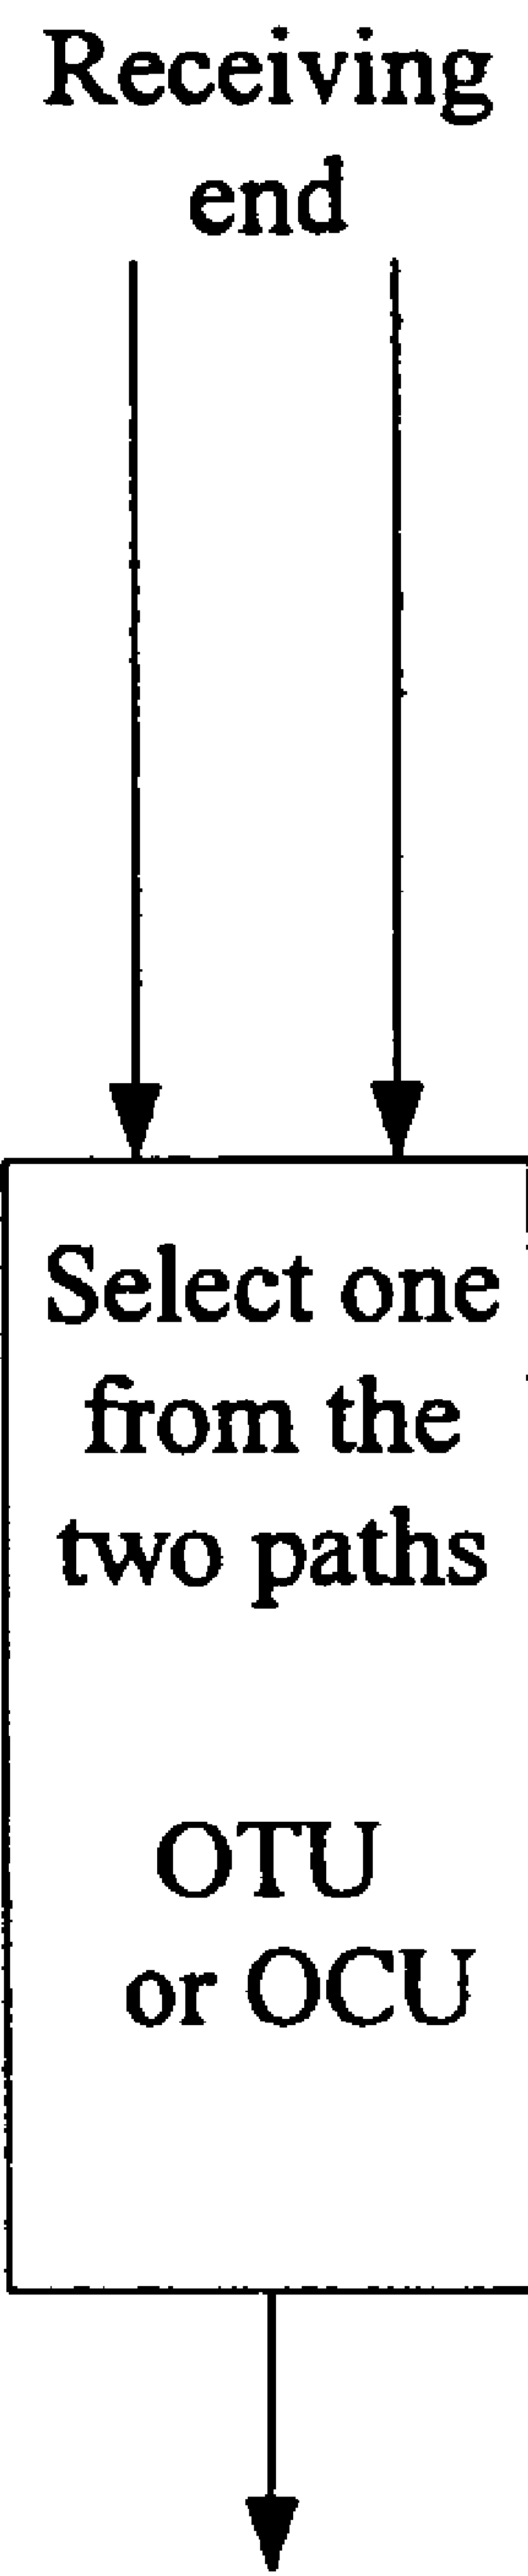 Receiving
end
Select one
from the
two paths
OTU
or OCU